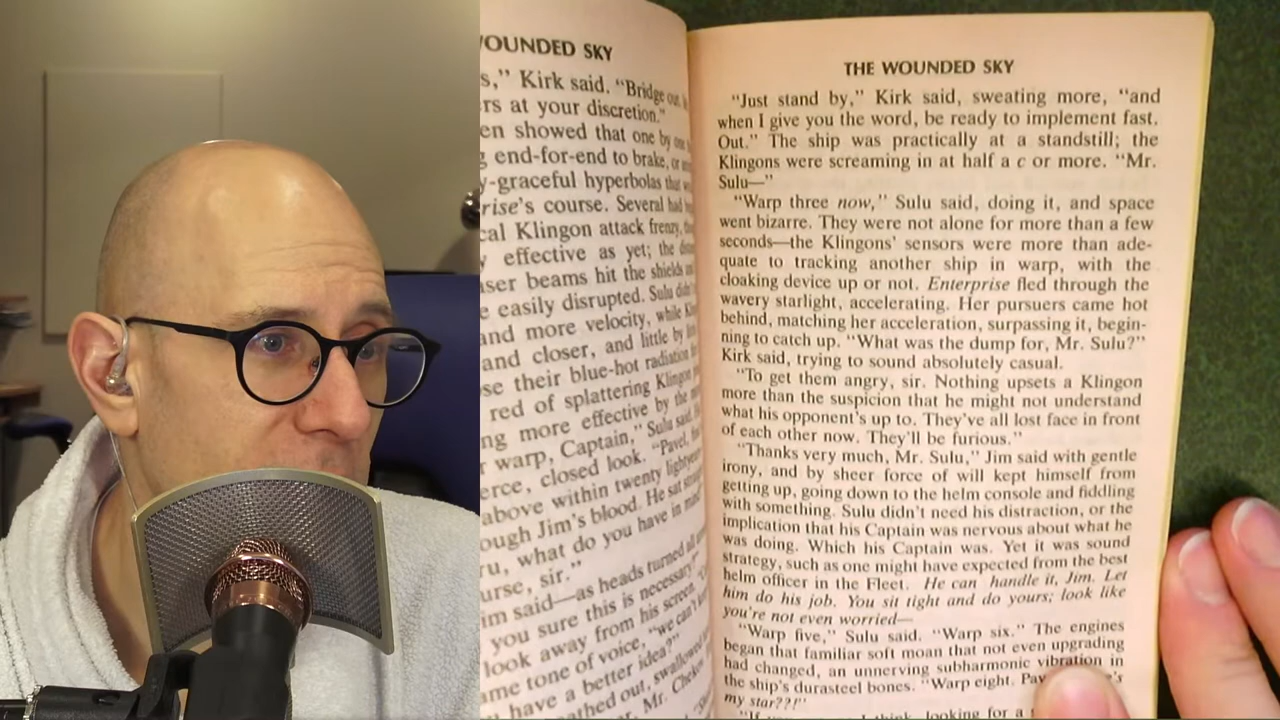 WOUNDED SKY
," Kirk said. "Bridge out.
at your discretion."
showed that one by one
end-for-end to brake, or
-graceful hyperbolas that
rise's course. Several had
Klingon attack frenzy,
effective as yet; the
beams hit the shields
easily disrupted. Sulu
and more velocity, while
and closer, and little by
their blue-hot radiation
red of splattering Klingon
more effective by the
warp, Captain," Sulu said.
closed look. "Pavel,
above within twenty
Jim's blood. He sat
what do you have in mind
sir."
said—as heads turned all
you sure this is necessary
look away from his screen.
tone of voice, "we can't
have a better idea?"
out, swallowed
Mr. Chekov
THE WOUNDED SKY
"Just stand by," Kirk said, sweating more, "and
when I give you the word, be ready to implement fast.
Out." The ship was practically at a standstill; the
Klingons were screaming in at half a c or more. "Mr.
Sulu—"
"Warp three now," Sulu said, doing it, and space
went bizarre. They were not alone for more than a few
seconds—the Klingons' sensors were more than ade-
quate to tracking another ship in warp, with the
cloaking device up or not. Enterprise fled through the
wavery starlight, accelerating. Her pursuers came hot
behind, matching her acceleration, surpassing it, begin-
ning to catch up. "What was the dump for, Mr. Sulu?"
Kirk said, trying to sound absolutely casual.
"To get them angry, sir. Nothing upsets a Klingon
more than the suspicion that he might not understand
what his opponent's up to. They've all lost face in front
of each other now. They'll be furious."
"Thanks very much, Mr. Sulu," Jim said with gentle
irony, and by sheer force of will kept himself from
getting up, going down to the helm console and fiddling
with something. Sulu didn't need his distraction, or the
implication that his Captain was nervous about what he
was doing. Which his Captain was. Yet it was sound
strategy, such as one might have expected from the best
helm officer in the Fleet. He can handle it, Jim. Let
him do his job. You sit tight and do yours; look like
you're not even worried—
"Warp five," Sulu said. "Warp six." The engines
began that familiar soft moan that not even upgrading
had changed, an unnerving subharmonic vibration in
the ship's durasteel bones. "Warp eight.
my star??!"
think, looking for a